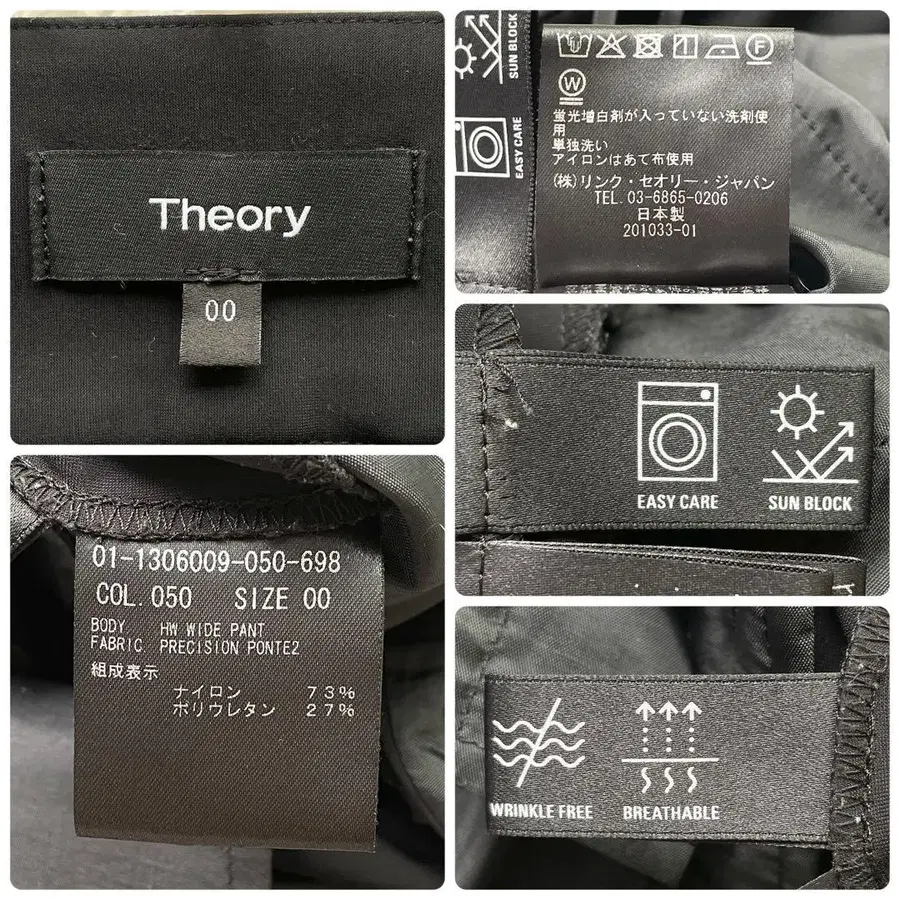 Theory
00
SUN BLOCK
EASY CARE
W
F
蛍光増白剤が入っていない洗剤使
用
単独洗い
アイロンはあて布使用
(株)リンク・セオリー・ジャパン
TEL. 03-6865-0206
日本製
201033-01
EASY CARE
SUN BLOCK
01-1306009-050-698
COL. 050 SIZE 00
BODY HW WIDE PANT
FABRIC PRECISION PONTE2
組成表示
ナイロン 73%
ポリウレタン 27%
WRINKLE FREE
BREATHABLE